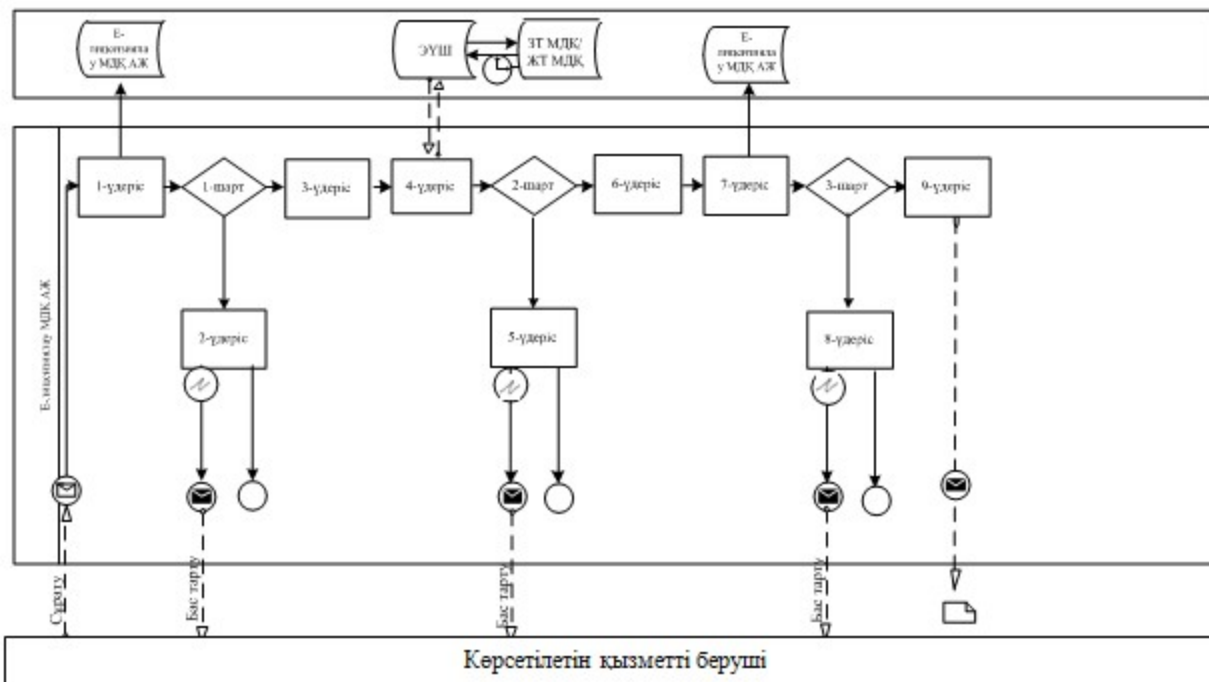 Е-
лицензияла
у МДҚ АЖ
ЭҮШ
ЗТ МДҚ/
ЖТ МДҚ
Е-
лицензияла
у МДҚ АЖ
1-үдеріс
1-шарт
3-үдеріс
4-үдеріс
2-шарт
6-үдеріс
7-үдеріс
3-шарт
9-үдеріс
Е-лицензиялау МДҚ АЖ
2-үдеріс
5-үдеріс
8-үдеріс
Сұрату
Бас тарту
Бас тарту
Бас тарту
Көрсетілетін қызметті беруші